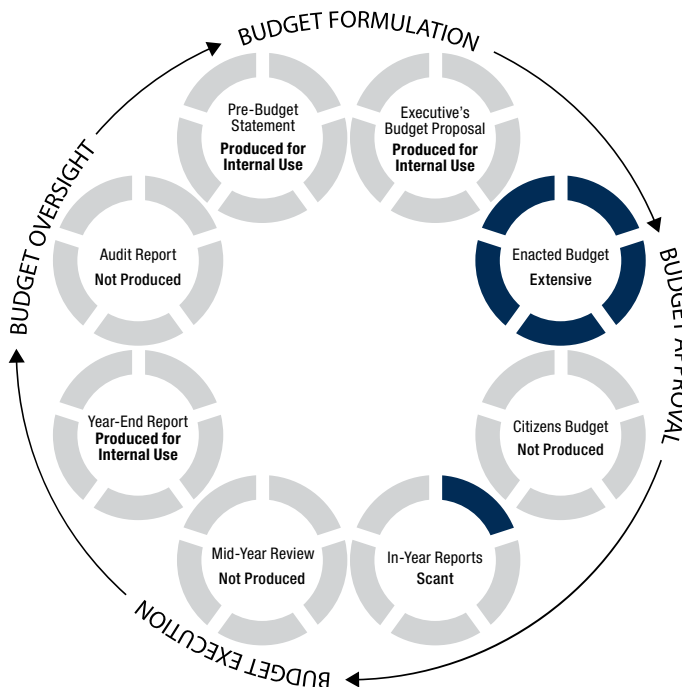 BUDGET FORMULATION
Pre-Budget
Statement
Produced for
Internal Use
Executive's
Budget Proposal
Produced for
Internal Use
BUDGET OVERSIGHT
Audit Report
Not Produced
Enacted Budget
Extensive
BUDGET APPROVAL
Year-End Report
Produced for
Internal Use
Citizens Budget
Not Produced
Mid-Year Review
Not Produced
In-Year Reports
Scant
BUDGET EXECUTION